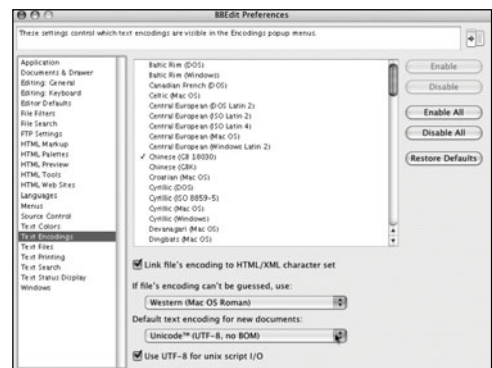 BBEdit Preferences
These settings control which text encodings are visible in the Encodings popup menus.
Application
Documents & Drawer
Editing: General
Editing: Keyboard
Editor Defaults
File Filters
File Search
FTP Settings
HTML Markup
HTML Palettes
HTML Preview
HTML Tools
HTML Web Sites
Languages
Menus
Source Control
Text Colors
Text Encodings
Text Files
Text Printing
Text Search
Text Status Display
Windows
Baltic Rim (DOS)
Baltic Rim (Windows)
Canadian French (DOS)
Celtic (Mac OS)
Central European (DOS Latin 2)
Central European (ISO Latin 2)
Central European (ISO Latin 4)
Central European (Mac OS)
Central European (Windows Latin 2)
✓ Chinese (GB 18030)
Chinese (GBK)
Croatian (Mac OS)
Cyrillic (DOS)
Cyrillic (ISO 8859-5)
Cyrillic (Mac OS)
Cyrillic (Windows)
Devanagari (Mac OS)
Dingbats (Mac OS)
Enable
Disable
Enable All
Disable All
Restore Defaults
Link file's encoding to HTML/XML character set
If file's encoding can't be guessed, use:
Western (Mac OS Roman)
Default text encoding for new documents:
Unicode™ (UTF-8, no BOM)
Use UTF-8 for unix script I/O